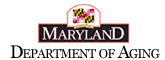 MARYLAND
DEPARTMENT OF AGING